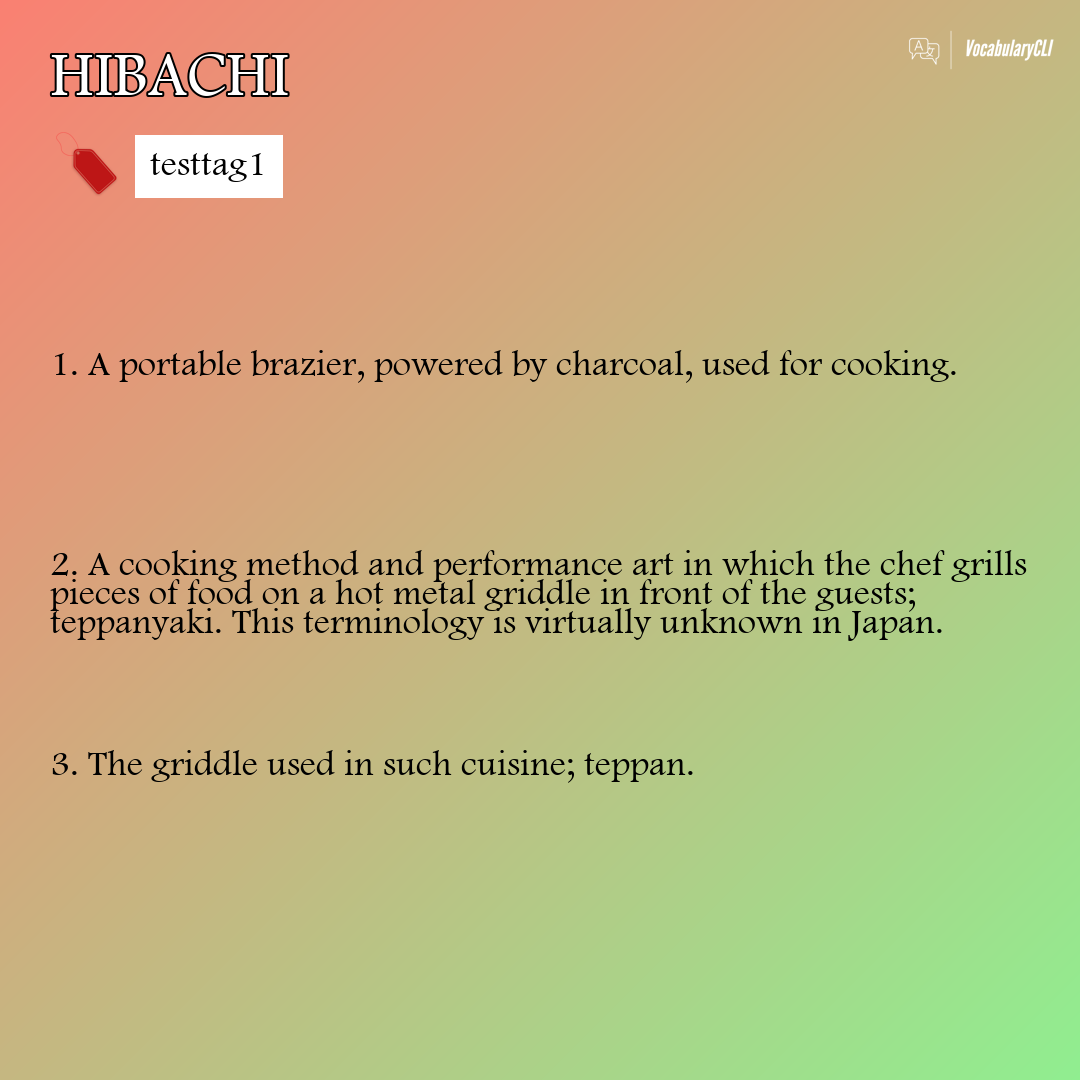 HIBACHI
VocabularyCLI
testtag1
1. A portable brazier, powered by charcoal, used for cooking.
2. A cooking method and performance art in which the chef grills
pieces of food on a hot metal griddle in front of the guests;
teppanyaki. This terminology is virtually unknown in Japan.
3. The griddle used in such cuisine; teppan.